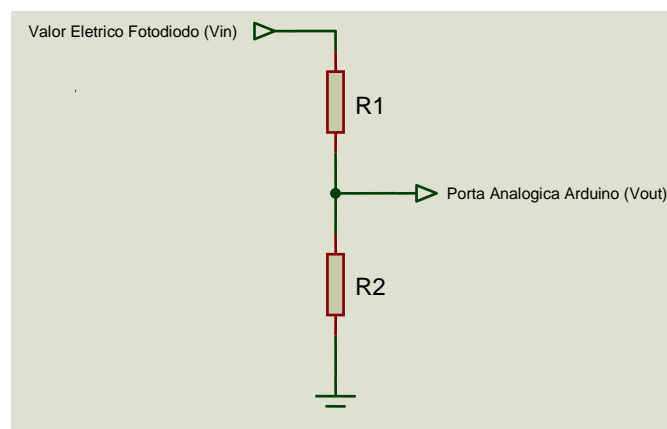 Valor Eletrico Fotodiodo (Vin)
R1
Porta Analogica Arduino (Vout)
R2